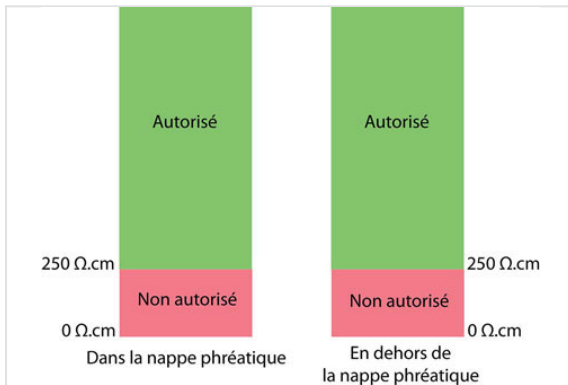 Autorisé
Autorisé
250 Ω.cm
250 Ω.cm
Non autorisé
Non autorisé
0 Ω.cm
0 Ω.cm
Dans la nappe phréatique
En dehors de
la nappe phréatique